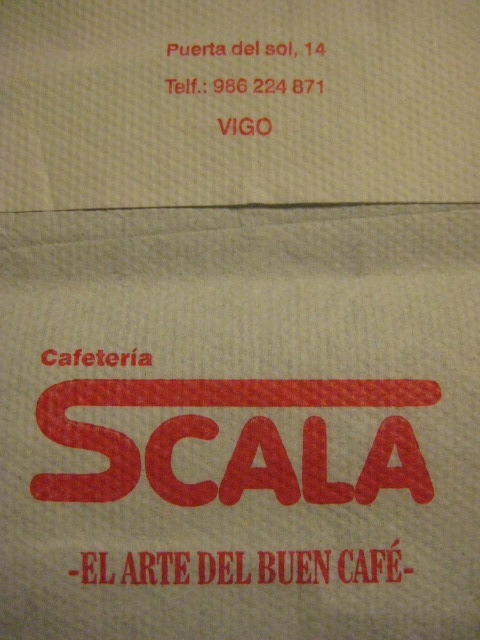 Puerta del sol, 14
Telf.: 986 224 871
VIGO
Cafetería
SCALA
-EL ARTE DEL BUEN CAFÉ-